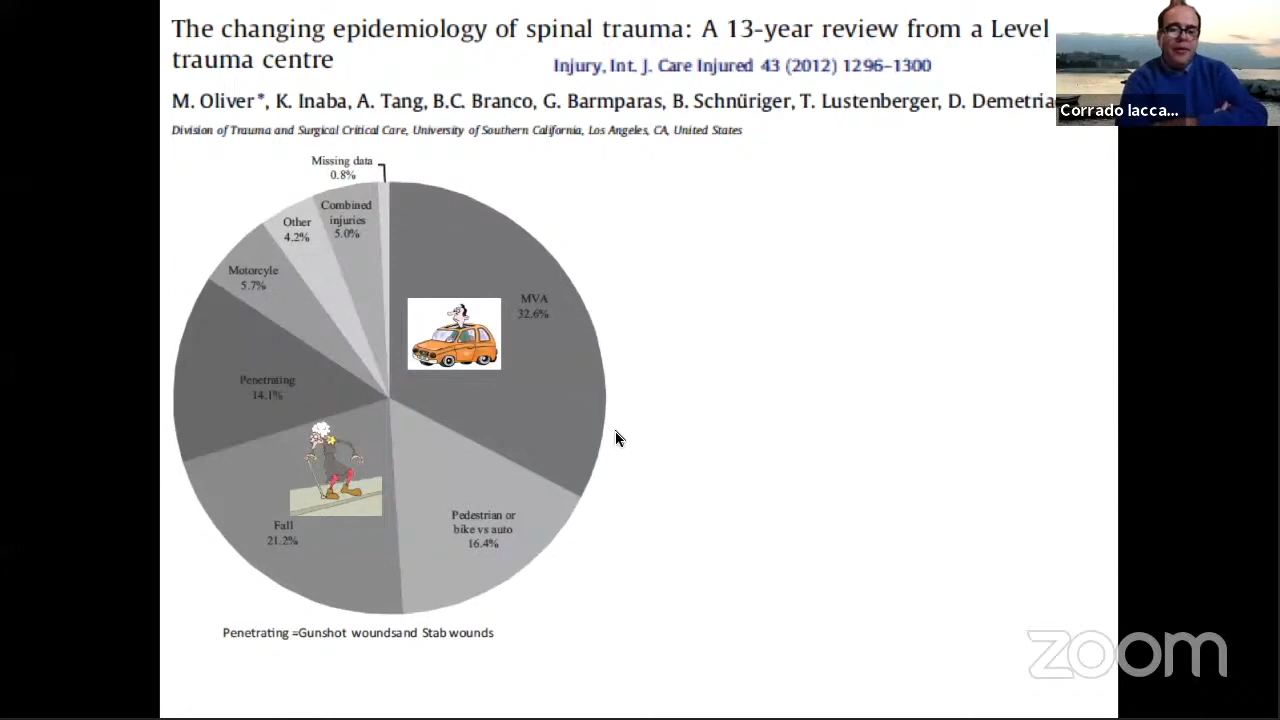 The changing epidemiology of spinal trauma: A 13-year review from a Level
trauma centre
Injury, Int. J. Care Injured 43 (2012) 1296–1300
M. Oliver*, K. Inaba, A. Tang, B.C. Branco, G. Barmparas, B. Schnüriger, T. Lustenberger, D. Demetria
Division of Trauma and Surgical Critical Care, University of Southern California, Los Angeles, CA, United States
Corrado Iacca...
Missing data
0.8%
Combined
injuries
5.0%
Other
4.2%
Motorcyle
5.7%
MVA
32.6%
Penetrating
14.1%
Fall
21.2%
Pedestrian or
bike vs auto
16.4%
Penetrating =Gunshot woundsand Stab wounds
zoom